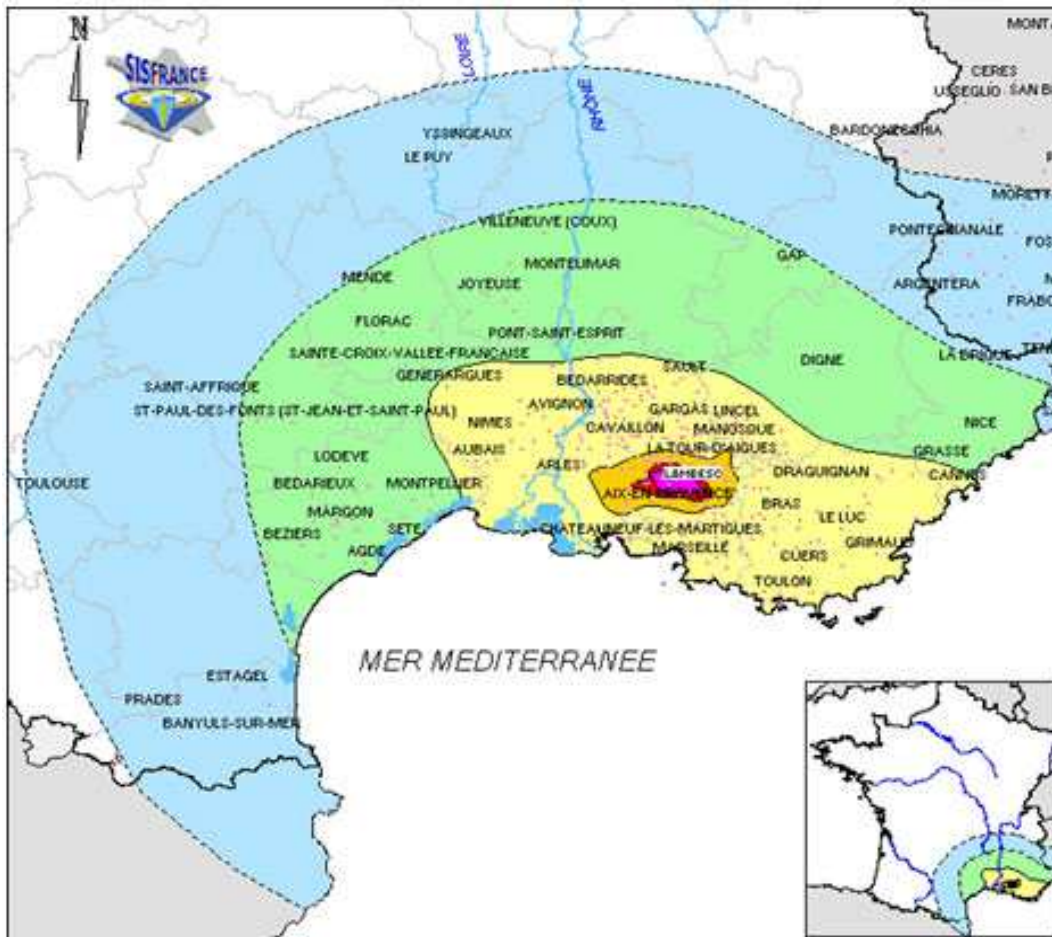 N
SISFRANCE
LOIRE
RHONE
CERES
USSEGLIO
BARDONECCHIA
YSSINGEAUX
LE PUY
VILLENEUVE (COUX)
PONTECHIANALE
GAP
MONTELIMAR
MENDE
JOYEUSE
ARGENTERA
FLORAC
PONT-SAINT-ESPRIT
SAINTE-CROIX-VALLEE-FRANCAISE
LA BRIGUE
DIGNE
SAULT
GENERARGUES
BEDARRIDES
SAINT-AFFRIQUE
ST-PAUL-DES-FONTS (ST-JEAN-ET-SAINT-PAUL)
AVIGNON
GARGAS
LINCEL
NIMES
CAVAILLON
MANOSQUE
NICE
AUBAIS
LA TOUR-D'AIGUES
GRASSE
LODEVE
ARLES
LAMBESC
DRAGUIGNAN
CANNES
TOULOUSE
BEDARIEUX
MONTPELLIER
AIX-EN-PROVENCE
BRAS
MARGON
LE LUC
BEZIERS
SETE
CHATEAUNEUF-LES-MARTIGUES
AGDE
MARSEILLE
GRIMAUD
CUERS
TOULON
MER MEDITERRANEE
ESTAGEL
PRADES
BANYULS-SUR-MER